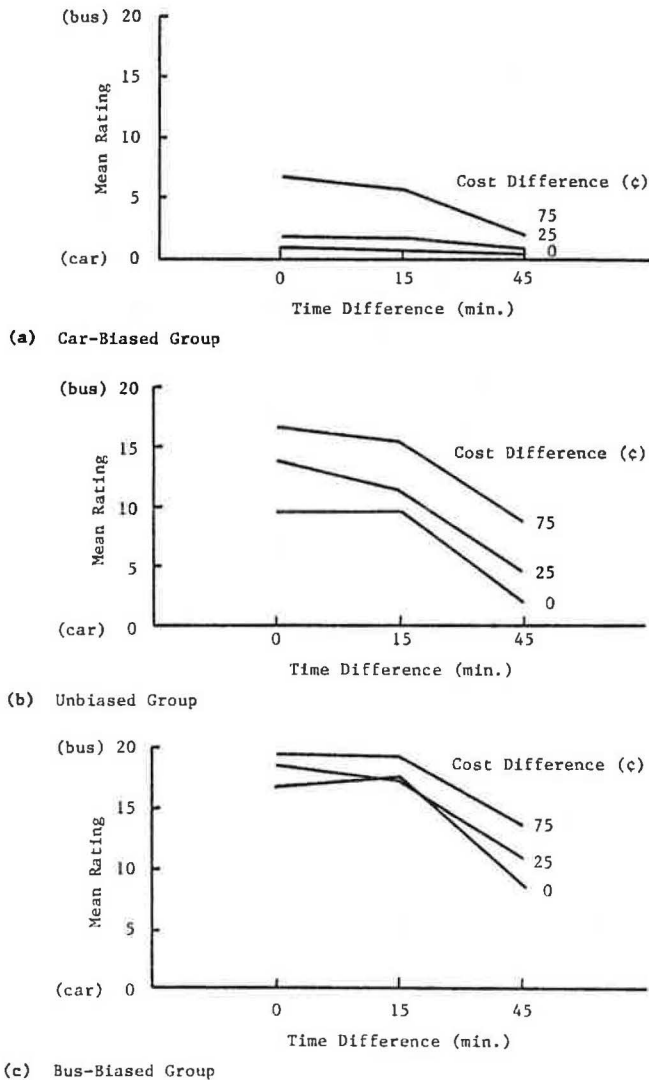 (bus) 20
15
Mean Rating
10
Cost Difference (¢)
5
75
25
(car) 0
0
0 15 45
Time Difference (min.)
(a) Car-Biased Group
(bus) 20
15
Cost Difference (¢)
Mean Rating
10
75
5
25
0
(car) 0
0 15 45
Time Difference (min.)
(b) Unbiased Group
(bus) 20
Cost Difference (¢)
15
75
Mean Rating
10
25
0
5
(car) 0
0 15 45
Time Difference (min.)
(c) Bus-Biased Group